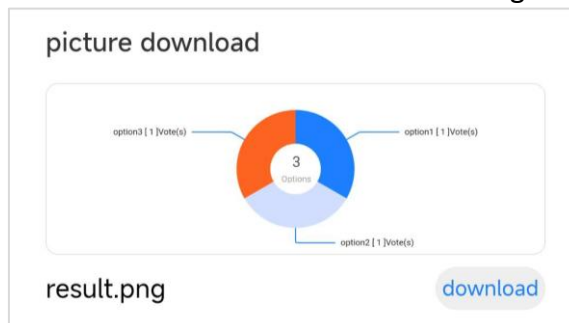 picture download
option3 [ 1 ]Vote(s)
option1 [ 1 ]Vote(s)
3
Options
option2 [ 1 ]Vote(s)
result.png
download